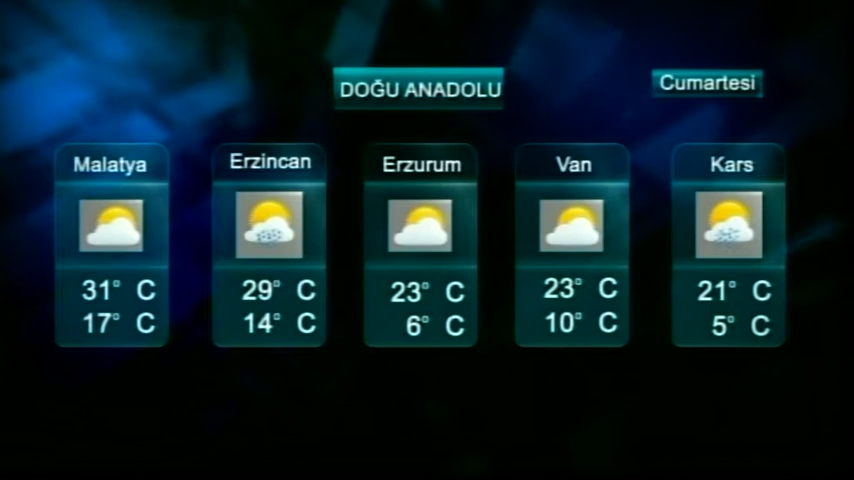 DOĞU ANADOLU
Cumartesi
Malatya
31° C
17° C
Erzincan
29° C
14° C
Erzurum
23° C
6° C
Van
23° C
10° C
Kars
21° C
5° C